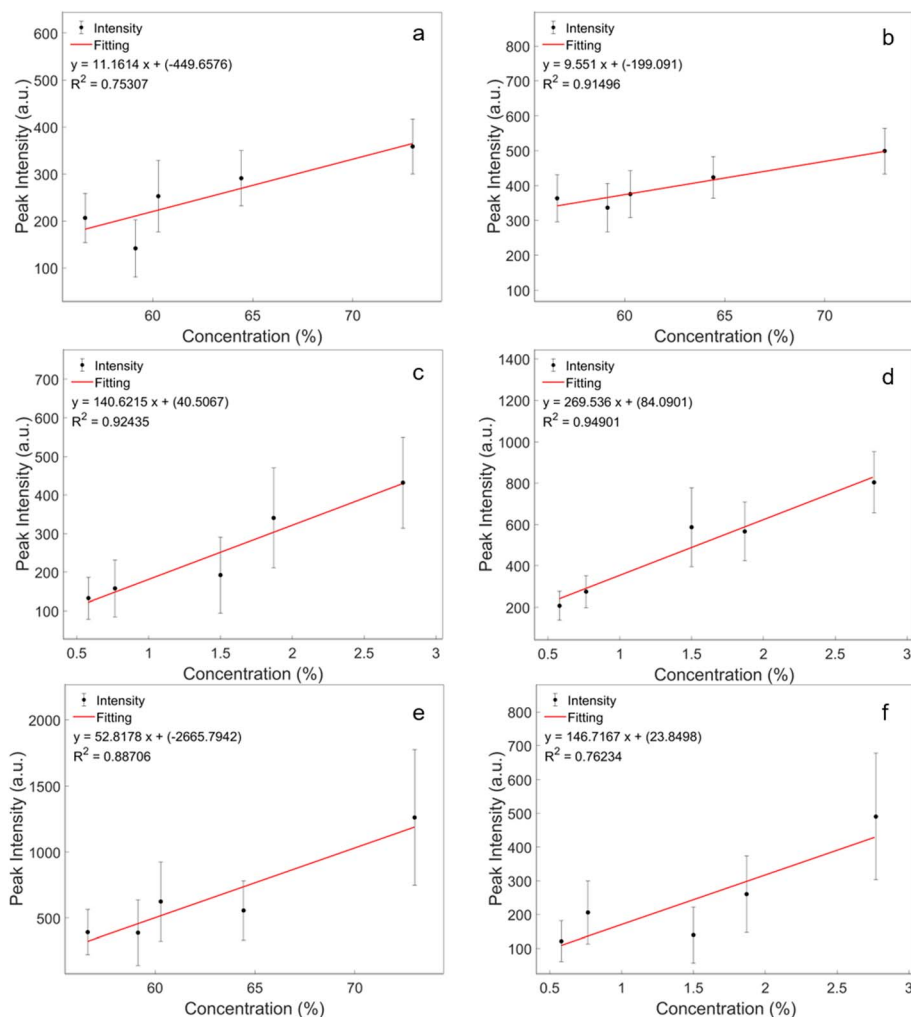 a
Intensity
Fitting
y = 11.1614 x + (-449.6576)
R² = 0.75307
600
500
400
300
200
100
Peak Intensity (a.u.)
60 65 70
Concentration (%)
b
Intensity
Fitting
y = 9.551 x + (-199.091)
R² = 0.91496
800
700
600
500
400
300
200
100
Peak Intensity (a.u.)
60 65 70
Concentration (%)
c
Intensity
Fitting
y = 140.6215 x + (40.5067)
R² = 0.92435
700
600
500
400
300
200
100
Peak Intensity (a.u.)
0.5 1 1.5 2 2.5 3
Concentration (%)
d
Intensity
Fitting
y = 269.536 x + (84.0901)
R² = 0.94901
1400
1200
1000
800
600
400
200
Peak Intensity (a.u.)
0.5 1 1.5 2 2.5 3
Concentration (%)
e
Intensity
Fitting
y = 52.8178 x + (-2665.7942)
R² = 0.88706
2000
1500
1000
500
Peak Intensity (a.u.)
60 65 70
Concentration (%)
f
Intensity
Fitting
y = 146.7167 x + (23.8498)
R² = 0.76234
800
700
600
500
400
300
200
100
Peak Intensity (a.u.)
0.5 1 1.5 2 2.5 3
Concentration (%)